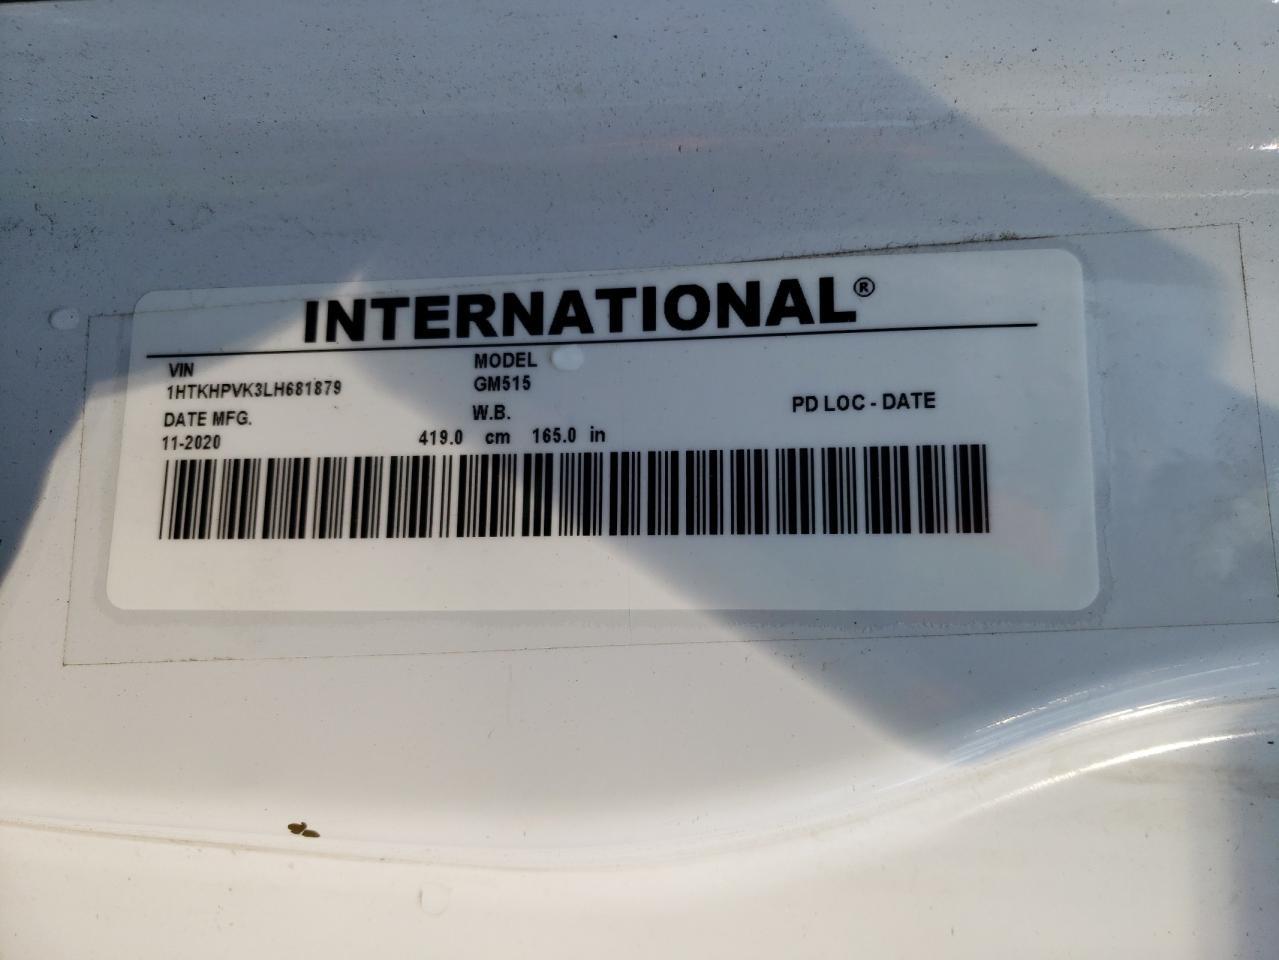 INTERNATIONAL®
VIN MODEL
1HTKHPVK3LH681879 GM515
DATE MFG. W.B. PD LOC - DATE
11-2020 419.0 cm 165.0 in